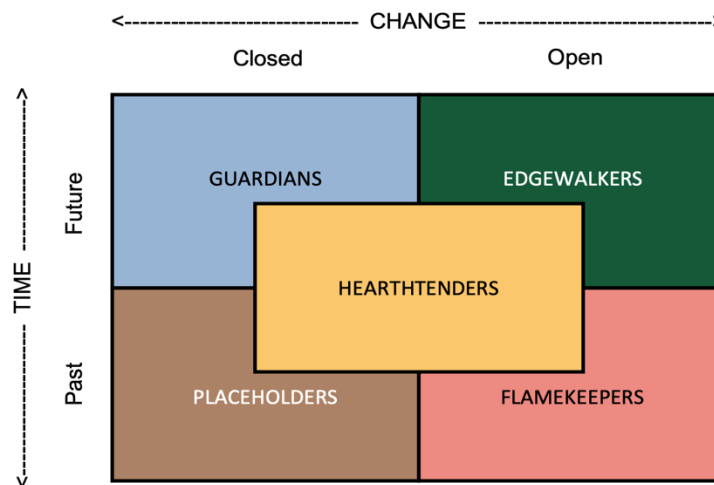 CHANGE
Closed
Open
TIME
Future
Past
GUARDIANS
EDGEWALKERS
HEARTHTENDERS
PLACEHOLDERS
FLAMEKEEPERS